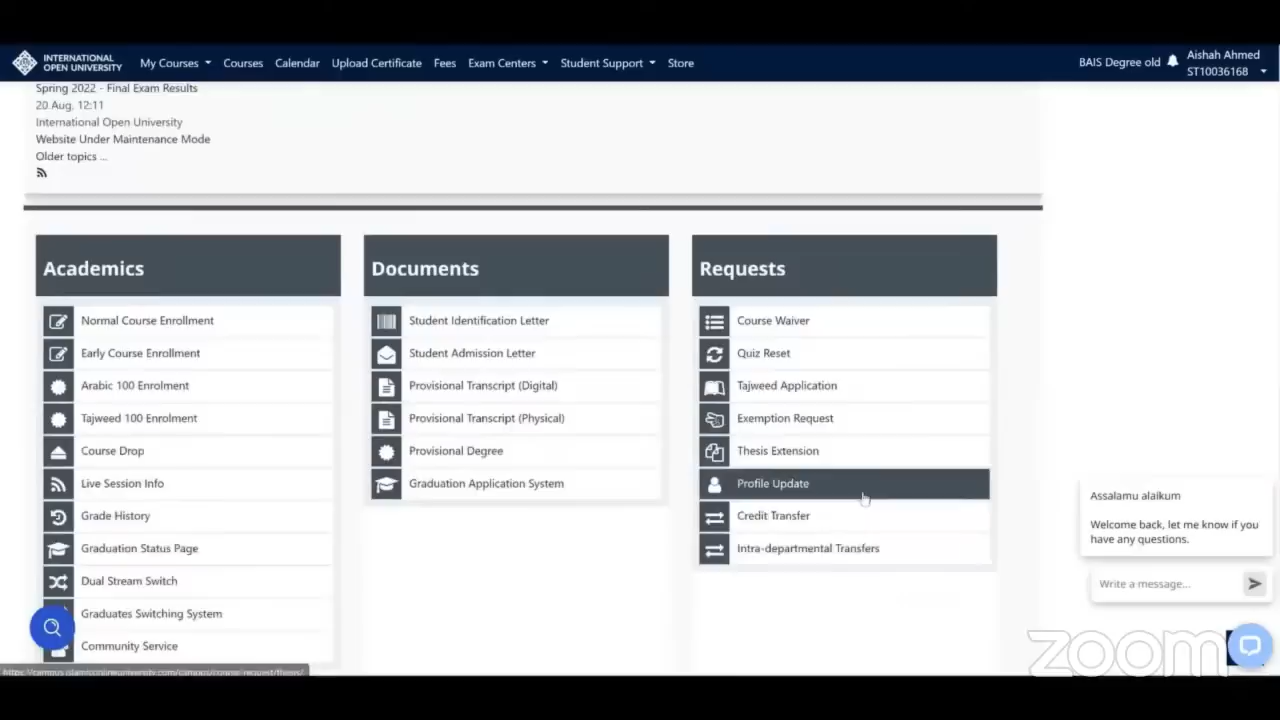 INTERNATIONAL
OPEN UNIVERSITY
My Courses
Courses
Calendar
Upload Certificate
Fees
Exam Centers
Student Support
Store
BAIS Degree old
Aishah Ahmed
ST10036168
Spring 2022 - Final Exam Results
20 Aug, 12:11
International Open University
Website Under Maintenance Mode
Older topics ...
Academics
Normal Course Enrollment
Early Course Enrollment
Arabic 100 Enrolment
Tajweed 100 Enrolment
Course Drop
Live Session Info
Grade History
Graduation Status Page
Dual Stream Switch
Graduates Switching System
Community Service
Documents
Student Identification Letter
Student Admission Letter
Provisional Transcript (Digital)
Provisional Transcript (Physical)
Provisional Degree
Graduation Application System
Requests
Course Waiver
Quiz Reset
Tajweed Application
Exemption Request
Thesis Extension
Profile Update
Credit Transfer
Intra-departmental Transfers
Assalamu alaikum
Welcome back, let me know if you
have any questions.
Write a message...
zoom